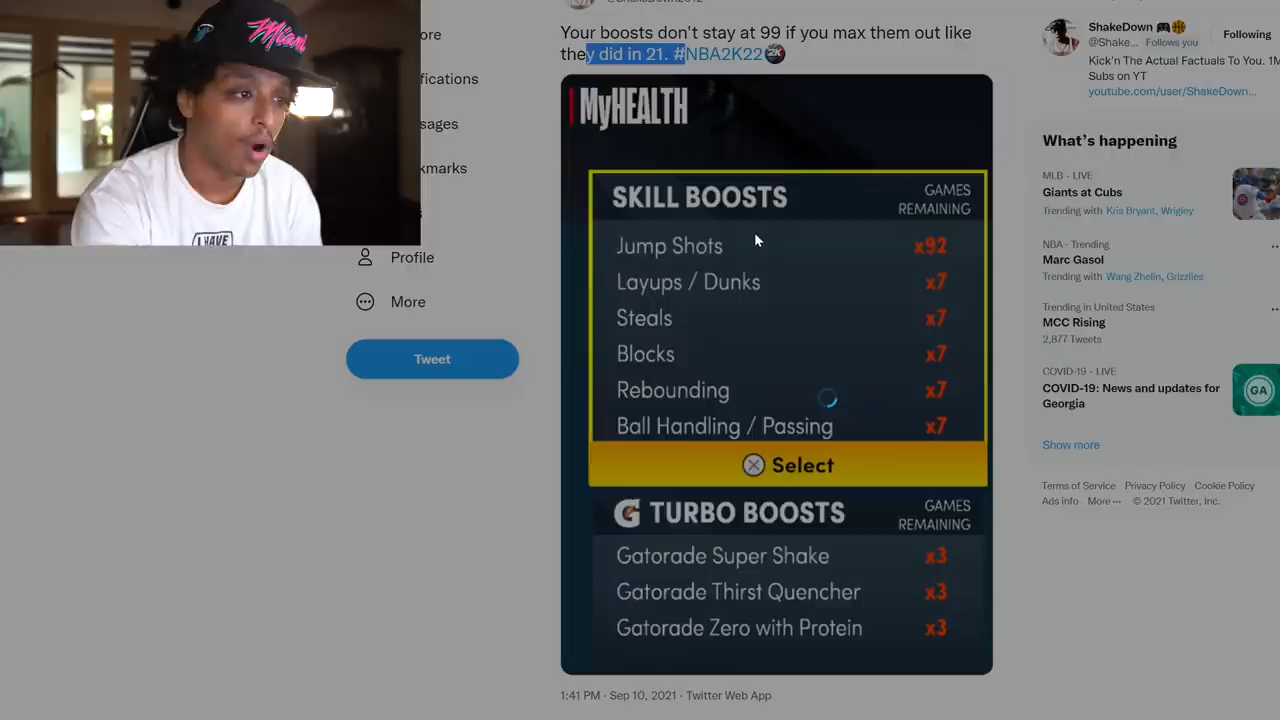 Miami
I HAVE
ore
fications
sages
kmarks
Profile
More
Tweet
Your boosts don't stay at 99 if you max them out like
they did in 21. #NBA2K22
2K
MyHEALTH
SKILL BOOSTS
GAMES
REMAINING
Jump Shots x92
Layups / Dunks x7
Steals x7
Blocks x7
Rebounding x7
Ball Handling / Passing x7
Select
G TURBO BOOSTS
GAMES
REMAINING
Gatorade Super Shake x3
Gatorade Thirst Quencher x3
Gatorade Zero with Protein x3
1:41 PM · Sep 10, 2021 · Twitter Web App
ShakeDown
@Shake... Follows you
Following
Kick'n The Actual Factuals To You. 1M
Subs on YT
youtube.com/user/ShakeDown...
What's happening
MLB · LIVE
Giants at Cubs
Trending with Kris Bryant, Wrigley
NBA · Trending
Marc Gasol
Trending with Wang Zhelin, Grizzlies
Trending in United States
MCC Rising
2,877 Tweets
COVID-19 · LIVE
COVID-19: News and updates for
Georgia
GA
Show more
Terms of Service Privacy Policy Cookie Policy
Ads info More ··· © 2021 Twitter, Inc.